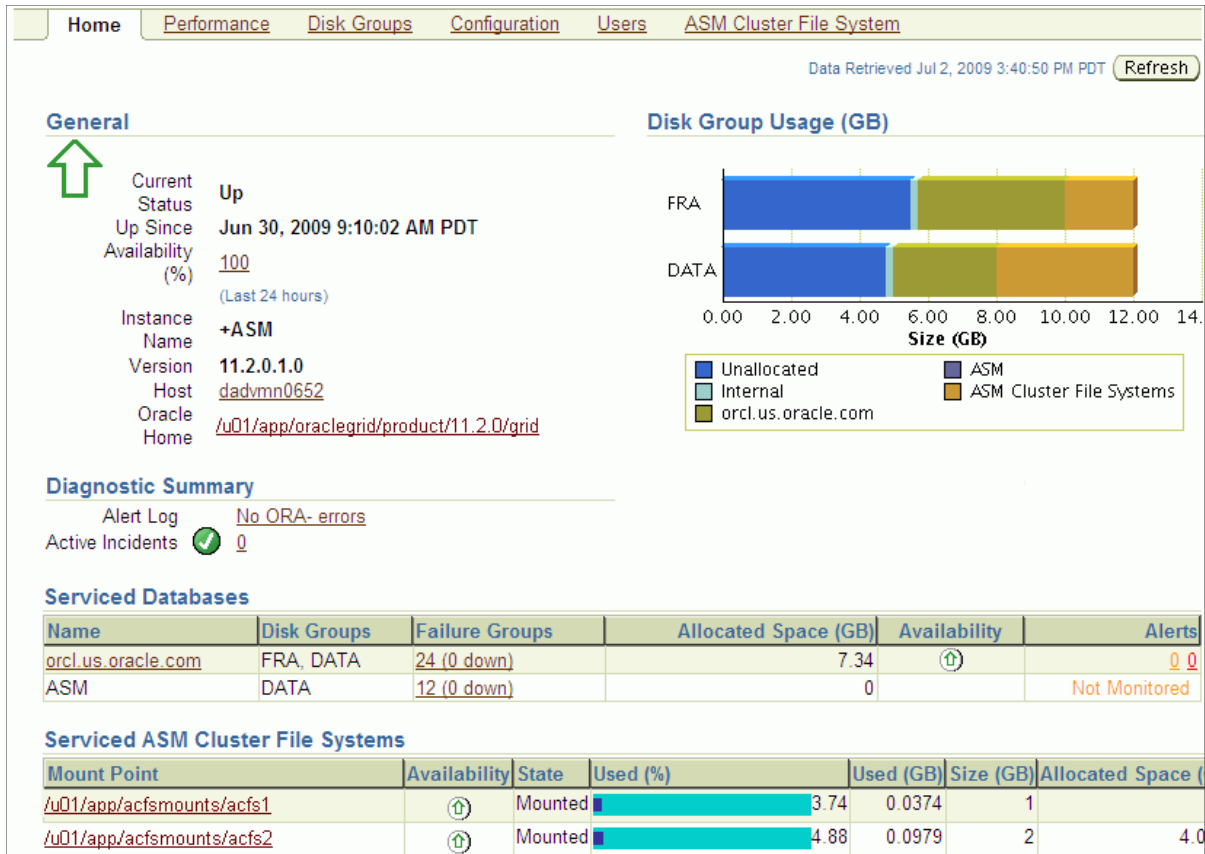 Home Performance Disk Groups Configuration Users ASM Cluster File System
Data Retrieved Jul 2, 2009 3:40:50 PM PDT Refresh
General
Current Status Up
Up Since Jun 30, 2009 9:10:02 AM PDT
Availability (%) 100
(Last 24 hours)
Instance Name +ASM
Version 11.2.0.1.0
Host dadvmn0652
Oracle Home /u01/app/oraclegrid/product/11.2.0/grid
Disk Group Usage (GB)
FRA
DATA
0.00 2.00 4.00 6.00 8.00 10.00 12.00 14.
Size (GB)
Unallocated ASM
Internal ASM Cluster File Systems
orcl.us.oracle.com
Diagnostic Summary
Alert Log No ORA- errors
Active Incidents 0
Serviced Databases
Name Disk Groups Failure Groups Allocated Space (GB) Availability Alerts
orcl.us.oracle.com FRA, DATA 24 (0 down) 7.34 0 0
ASM DATA 12 (0 down) 0 Not Monitored
Serviced ASM Cluster File Systems
Mount Point Availability State Used (%) Used (GB) Size (GB) Allocated Space (
/u01/app/acfsmounts/acfs1 Mounted 3.74 0.0374 1
/u01/app/acfsmounts/acfs2 Mounted 4.88 0.0979 2 4.0